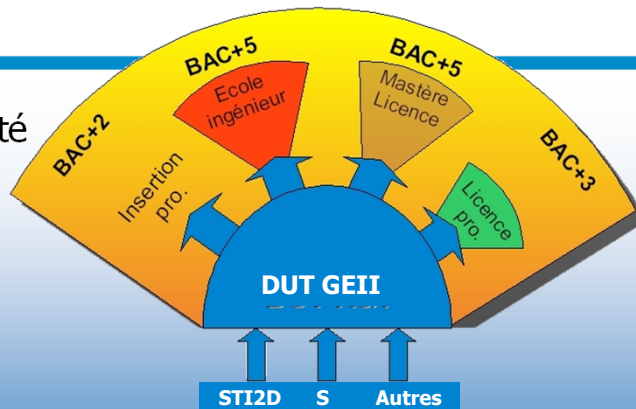 BAC+5
BAC+5
BAC+2
BAC+3
Ecole
ingénieur
Mastère
Licence
Insertion
pro.
Licence
pro.
DUT GEII
STI2D S Autres